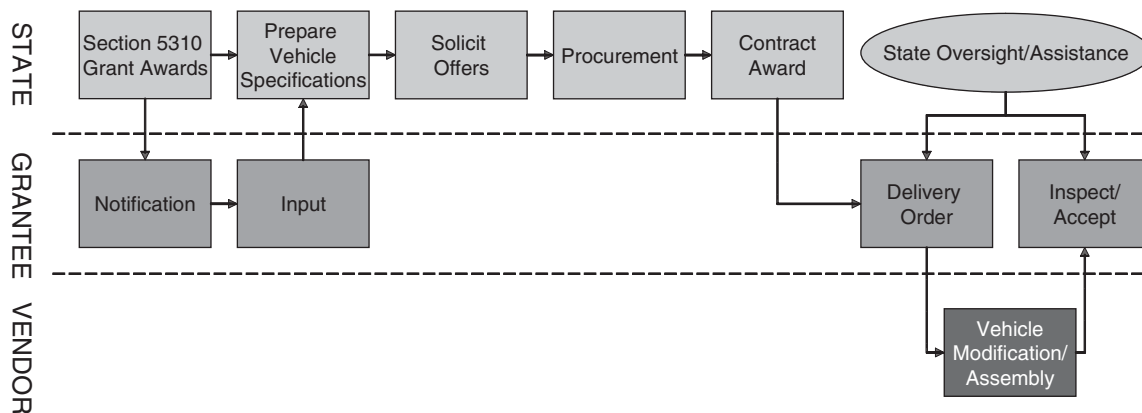 STATE
Section 5310
Grant Awards
Prepare
Vehicle
Specifications
Solicit
Offers
Procurement
Contract
Award
State Oversight/Assistance
GRANTEE
Notification
Input
Delivery
Order
Inspect/
Accept
VENDOR
Vehicle
Modification/
Assembly